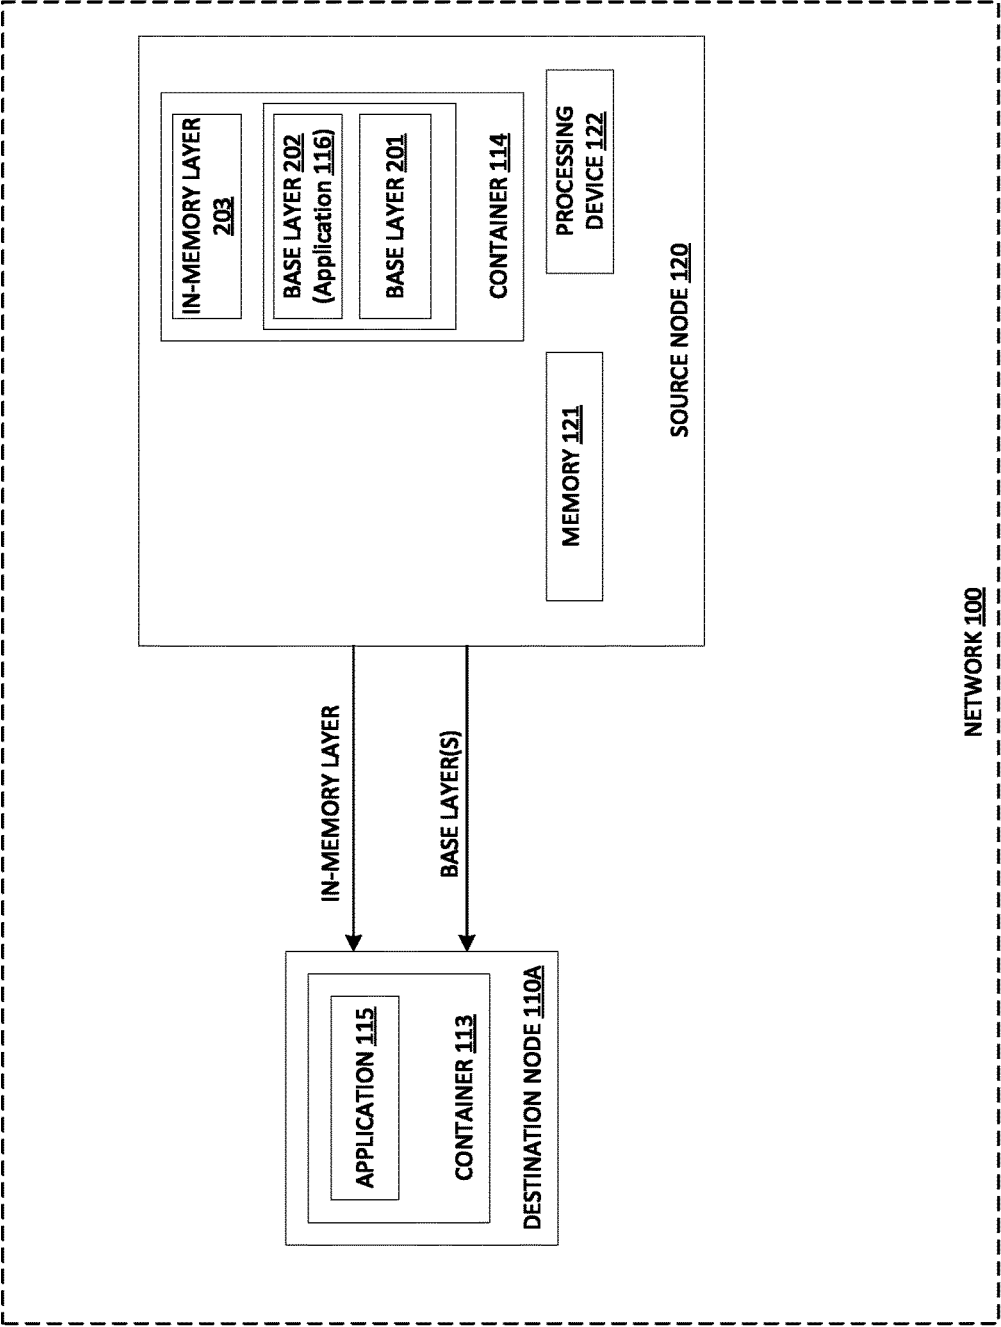 IN-MEMORY LAYER
203
BASE LAYER 202
(Application 116)
BASE LAYER 201
CONTAINER 114
PROCESSING
DEVICE 122
MEMORY 121
SOURCE NODE 120
IN-MEMORY LAYER
BASE LAYER(S)
APPLICATION 115
CONTAINER 113
DESTINATION NODE 110A
NETWORK 100